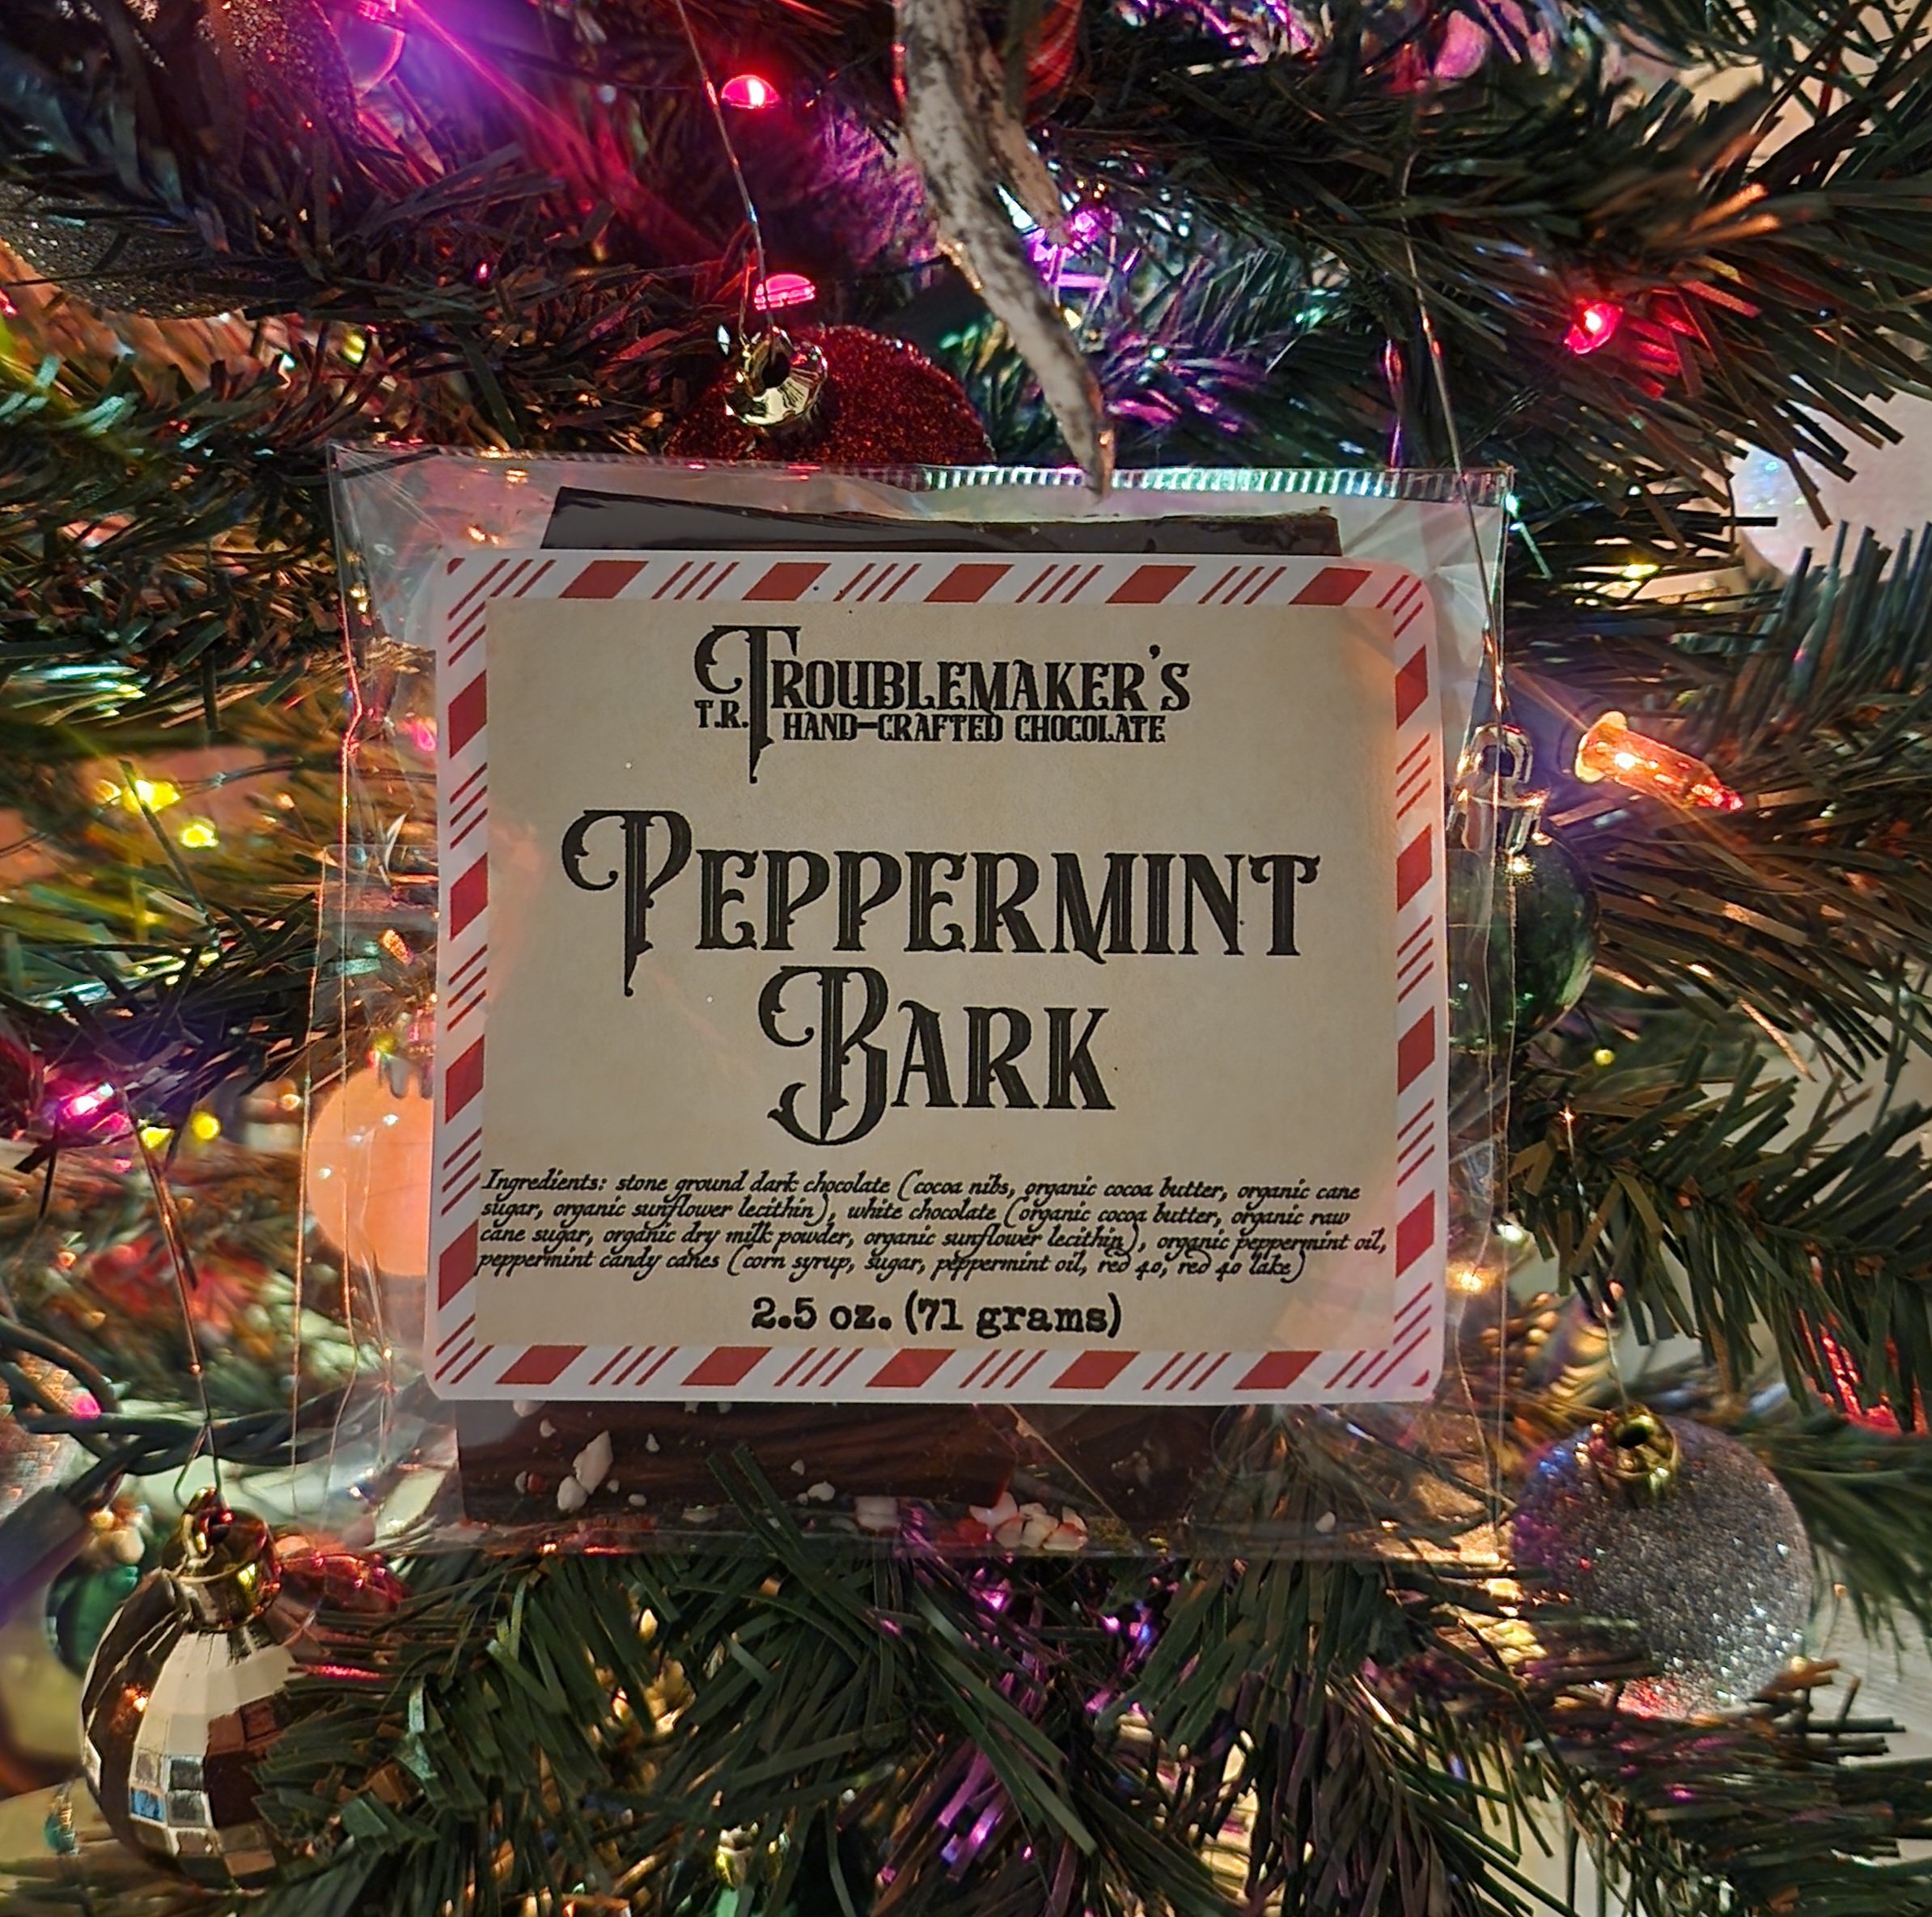 TROUBLEMAKER'S
T.R. HAND-CRAFTED CHOCOLATE
PEPPERMINT
BARK
Ingredients: stone ground dark chocolate (cocoa nibs, organic cocoa butter, organic cane
sugar, organic sunflower lecithin), white chocolate (organic cocoa butter, organic raw
cane sugar, organic dry milk powder, organic sunflower lecithin), organic peppermint oil,
peppermint candy canes (corn syrup, sugar, peppermint oil, red 40, red 40 lake)
2.5 oz. (71 grams)